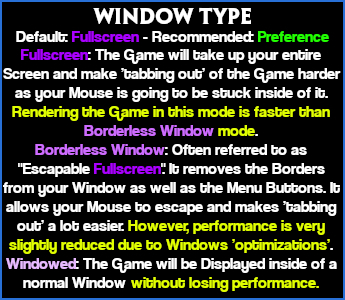 WINDOW TYPE
Default: Fullscreen - Recommended: Preference
Fullscreen: The Game will take up your entire
Screen and make 'tabbing out' of the Game harder
as your Mouse is going to be stuck inside of it.
Rendering the Game in this mode is faster than
Borderless Window mode.
Borderless Window: Often referred to as
"Escapable Fullscreen". It removes the Borders
from your Window as well as the Menu Buttons. It
allows your Mouse to escape and makes 'tabbing
out' a lot easier. However, performance is very
slightly reduced due to Windows 'optimizations'.
Windowed: The Game will be Displayed inside of a
normal Window without losing performance.